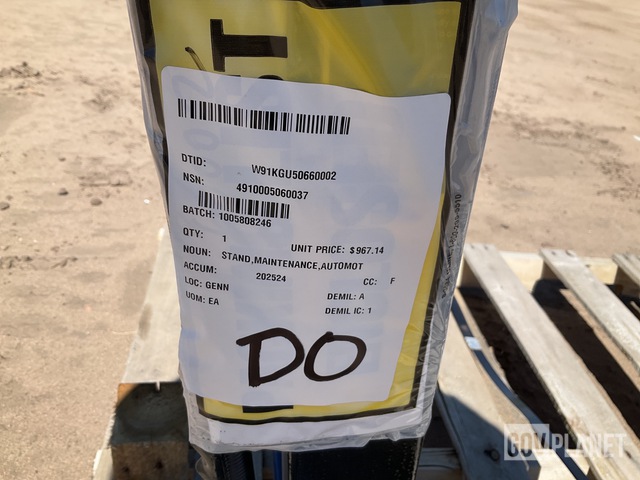 DTID: W91KGU50660002
NSN: 4910005060037
BATCH: 1005808246
QTY: 1 UNIT PRICE: $967.14
NOUN: STAND,MAINTENANCE,AUTOMOT
ACCUM: 202524 CC: F
LOC: GENN DEMIL: A
UOM: EA DEMIL IC: 1
DO
GOVPLANET